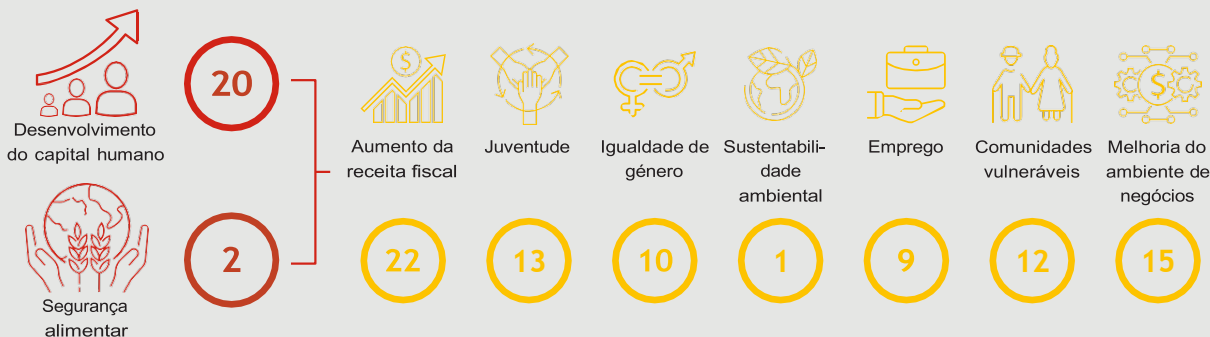 20
Desenvolvimento
do capital humano
2
Segurança
alimentar
$
Aumento da
receita fiscal
22
Juventude
13
Igualdade de
género
10
Sustentabili-
dade
ambiental
1
Emprego
9
Comunidades
vulneráveis
12
$
Melhoria do
ambiente de
negócios
15